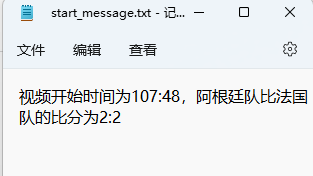 start_message.txt - 记...
文件 编辑 查看
视频开始时间为107:48，阿根廷队比法国
队的比分为2:2